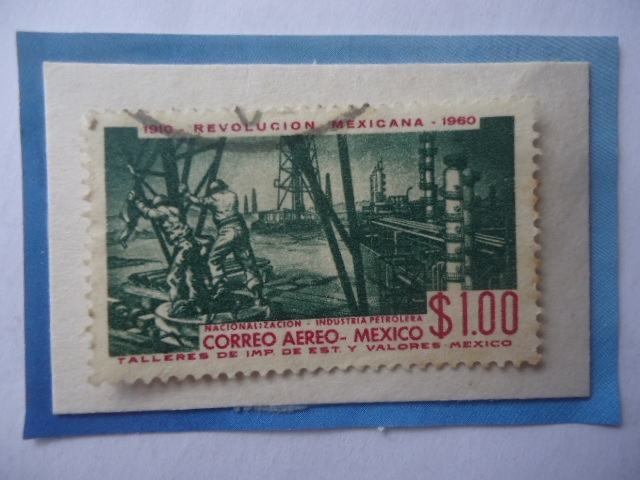 1910 - REVOLUCION MEXICANA - 1960
NACIONALIZACION - INDUSTRIA PETROLERA
CORREO AEREO- MEXICO $1.00
TALLERES DE IMP. DE EST. Y VALORES-MEXICO